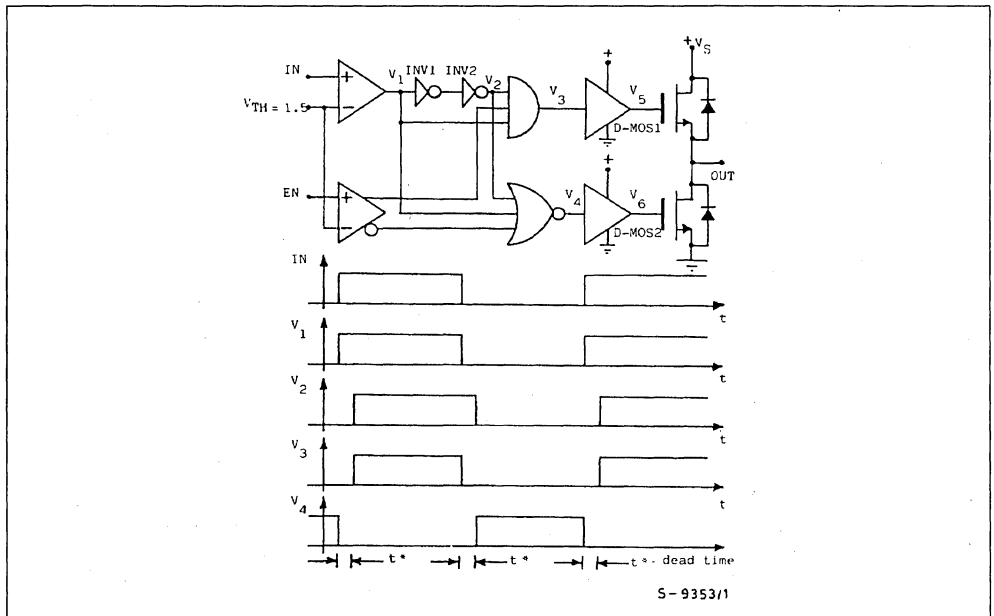 +VS
IN
V1 INV1 INV2 V2
VTH = 1.5
+
+
−
V3
V5
D-MOS1
OUT
EN
+
−
+
V4
V6
D-MOS2
IN
t
V1
t
V2
t
V3
t
V4
t
t* t* t* - dead time
S-9353/1